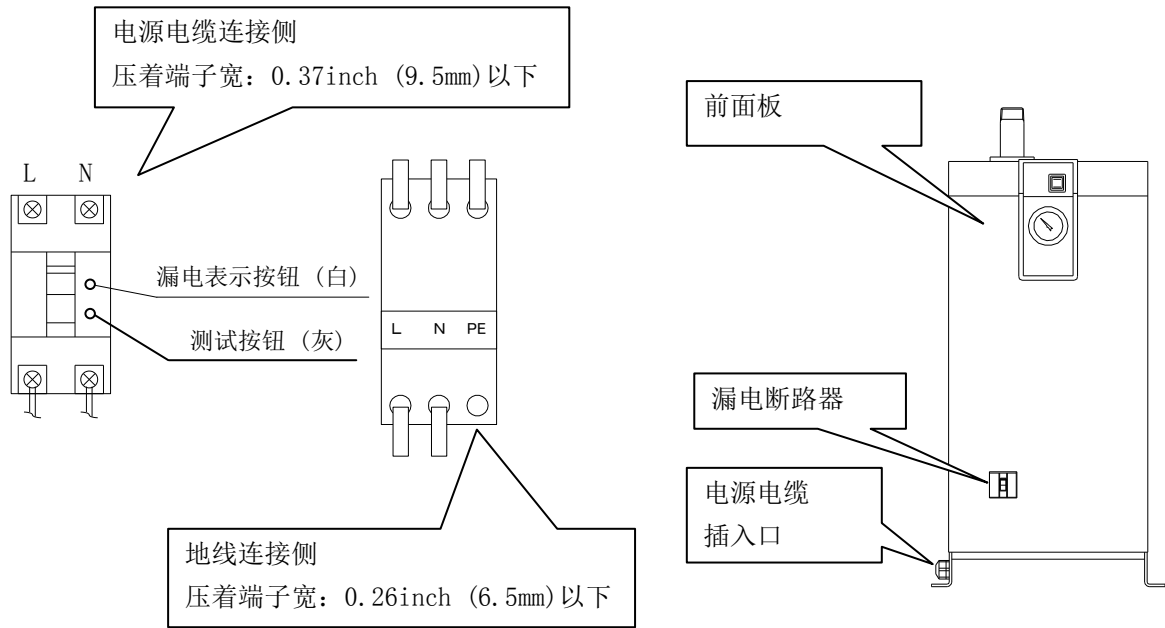 电源电缆连接侧
压着端子宽：0.37inch (9.5mm)以下
L N
漏电表示按钮 (白)
测试按钮 (灰)
L N PE
地线连接侧
压着端子宽：0.26inch (6.5mm)以下
前面板
漏电断路器
电源电缆
插入口